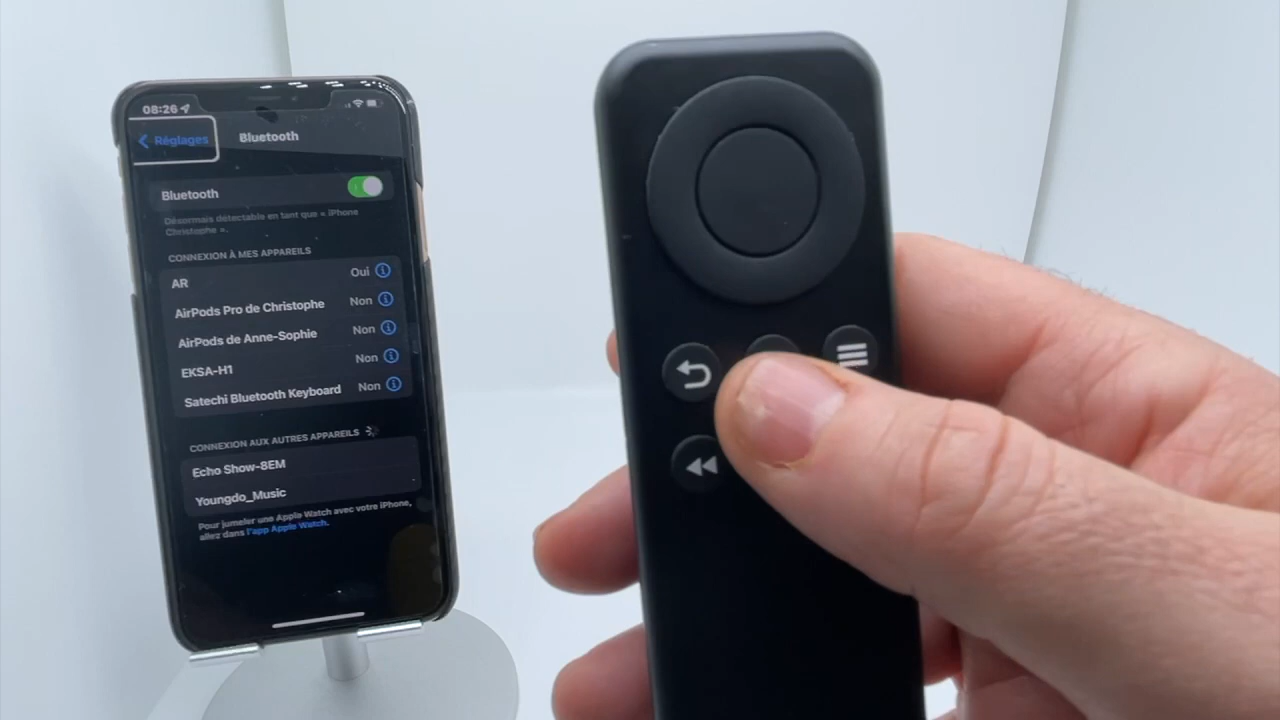 08:26
Réglages
Bluetooth
Bluetooth
Désormais détectable en tant que « iPhone
Christophe ».
CONNEXION À MES APPAREILS
AR Oui
AirPods Pro de Christophe Non
AirPods de Anne-Sophie Non
EKSA-H1 Non
Satechi Bluetooth Keyboard Non
CONNEXION AUX AUTRES APPAREILS
Echo Show-8EM
Youngdo_Music
Pour jumeler une Apple Watch avec votre iPhone,
allez dans l'app Apple Watch.